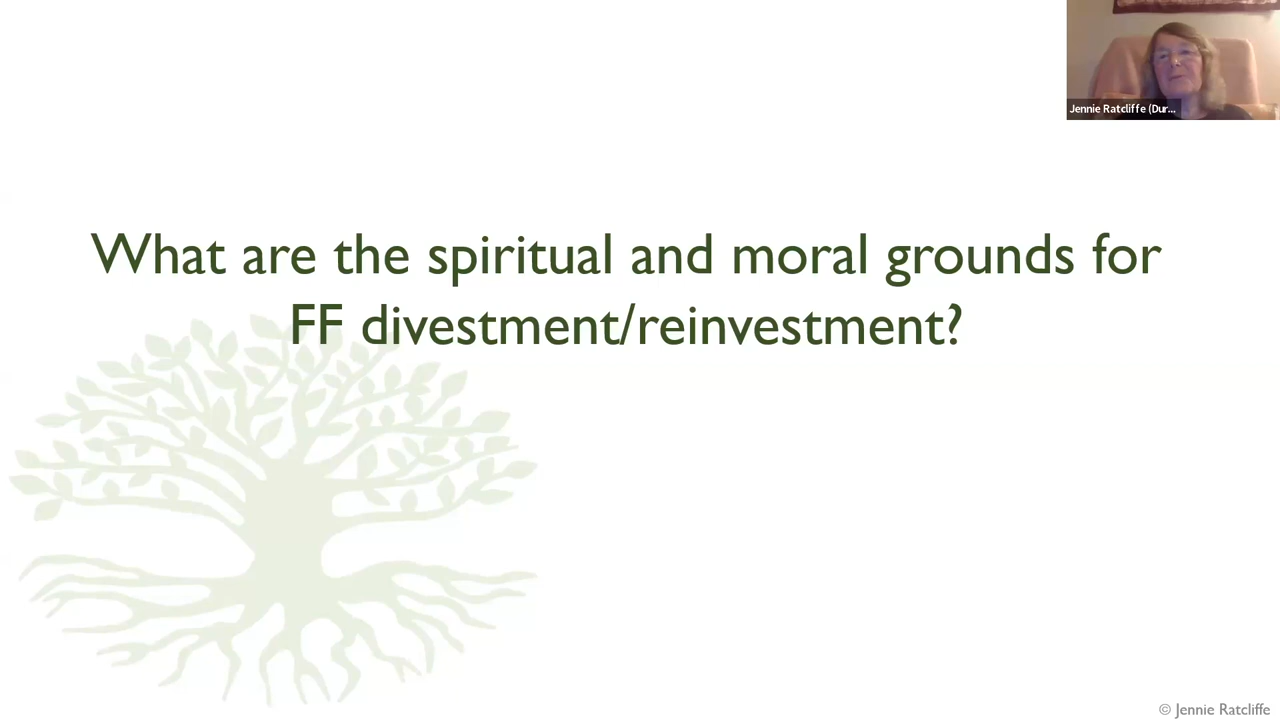 Jennie Ratcliffe (Dur...
What are the spiritual and moral grounds for
FF divestment/reinvestment?
© Jennie Ratcliffe